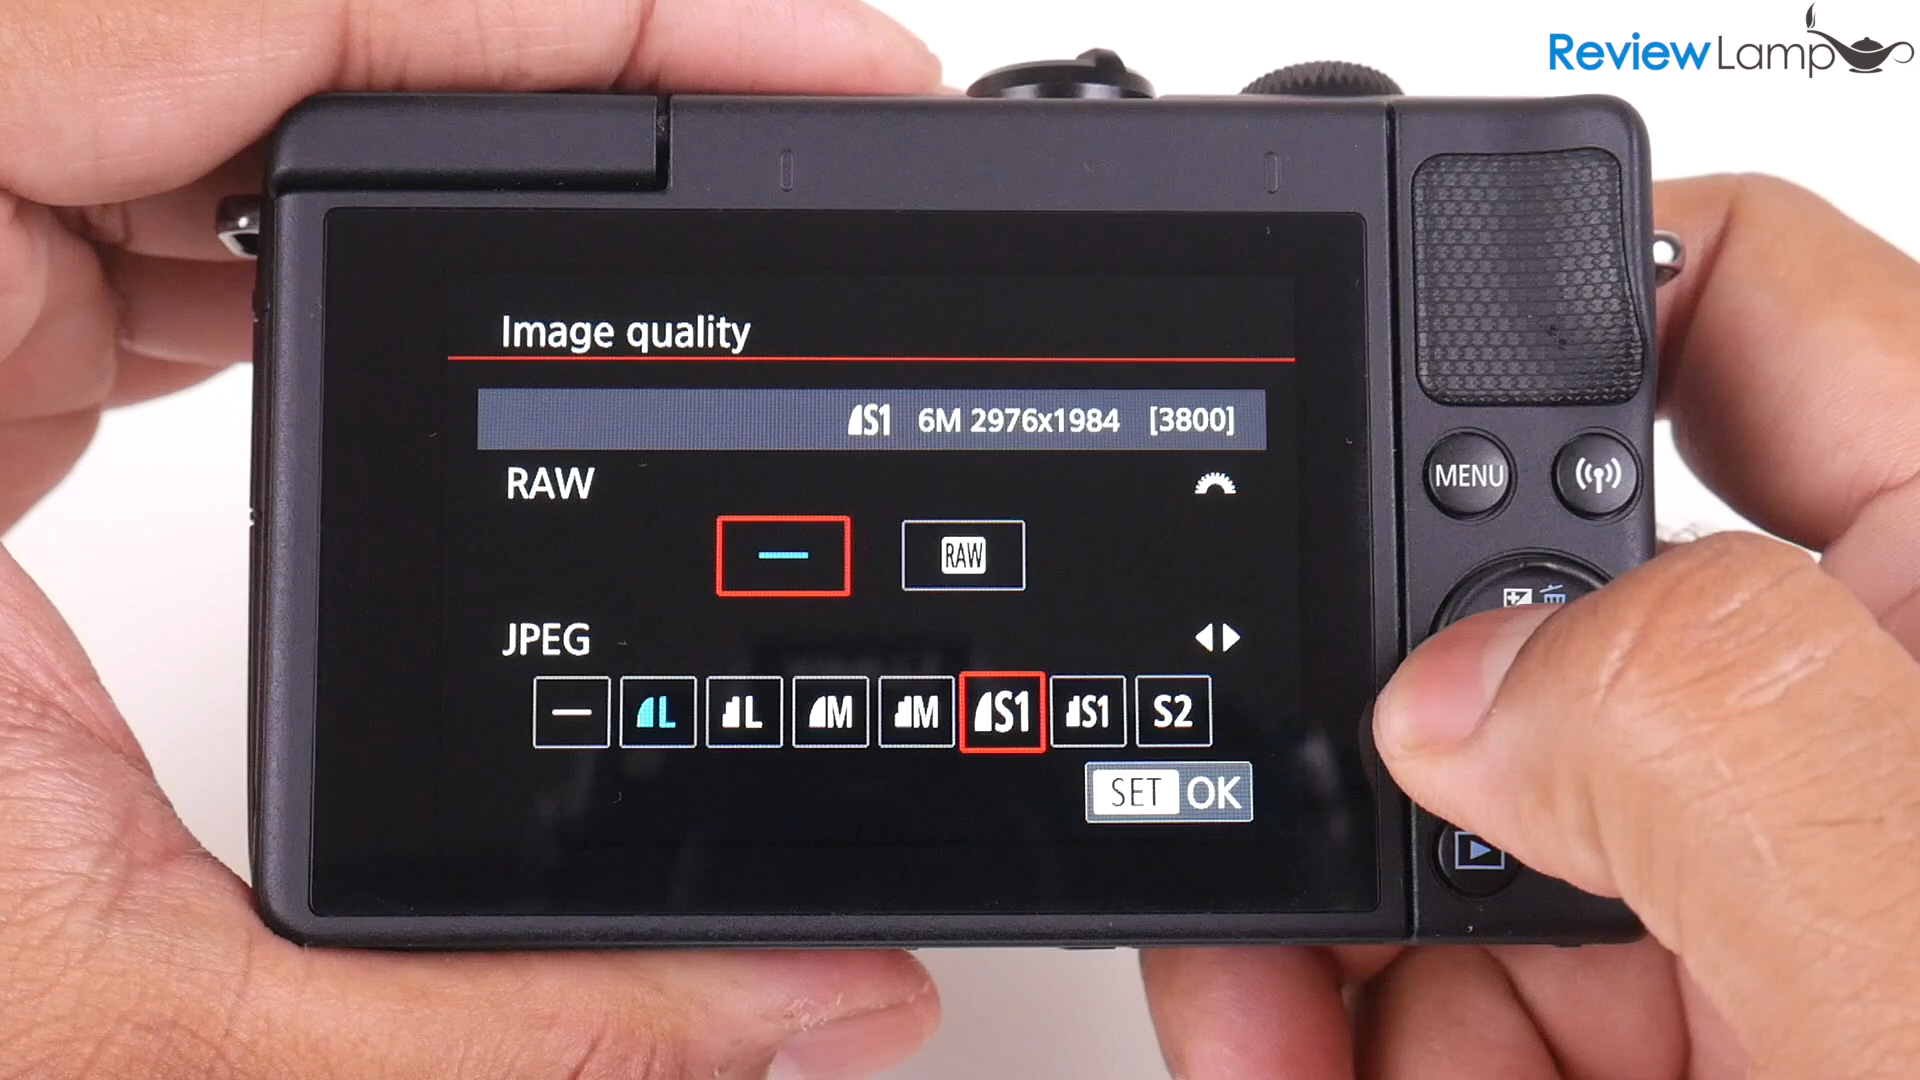 ReviewLamp
Image quality
S1 6M 2976x1984 [3800]
RAW
RAW
JPEG
L L M M S1 S1 S2
SET OK
MENU